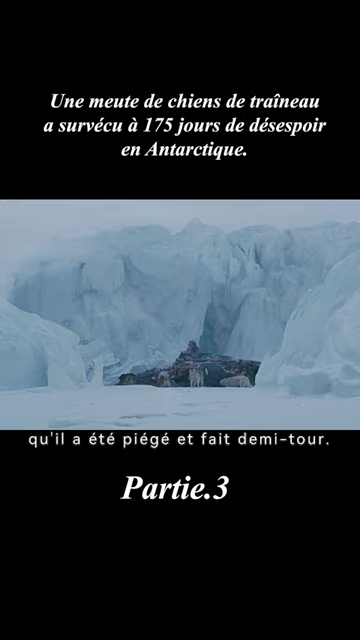 Une meute de chiens de traîneau
a survécu à 175 jours de désespoir
en Antarctique.
qu'il a été piégé et fait demi-tour.
Partie.3